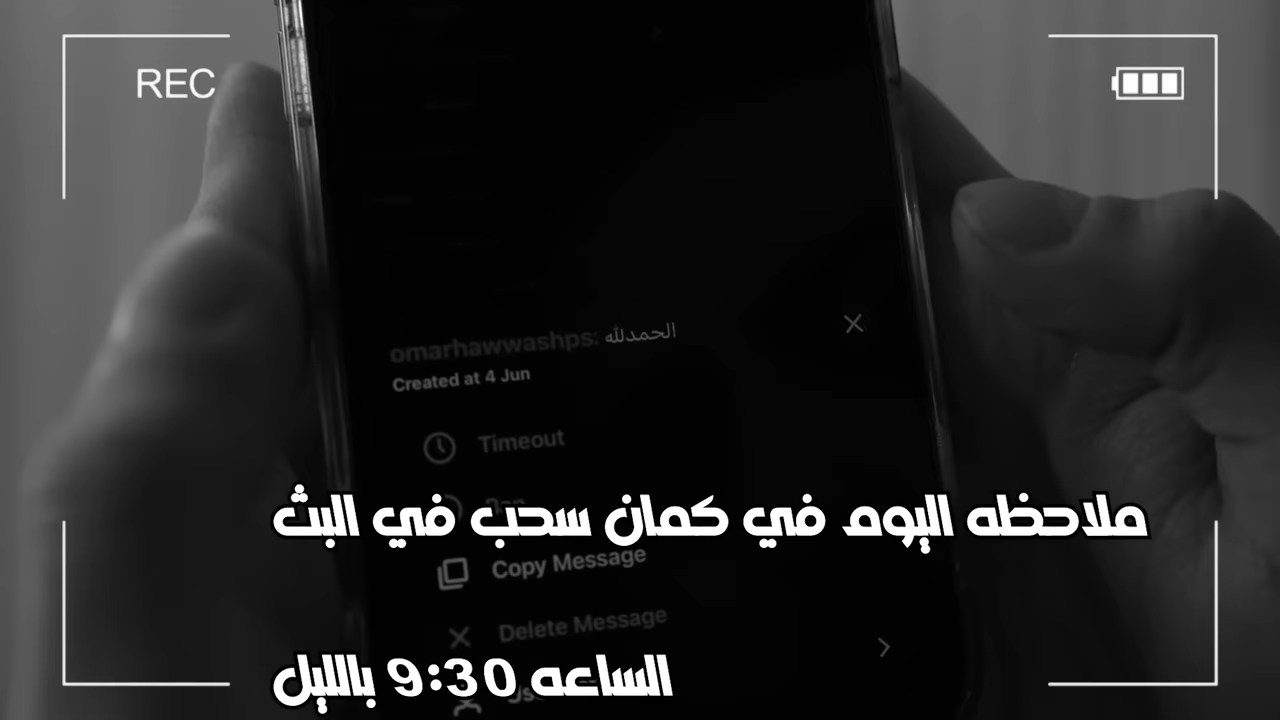 REC
omarhawwashps: الحمدلله
Created at 4 Jun
Timeout
Ban
ملاحظه اليوم في كمان سحب في البث
Copy Message
Delete Message
الساعه 9:30 بالليل